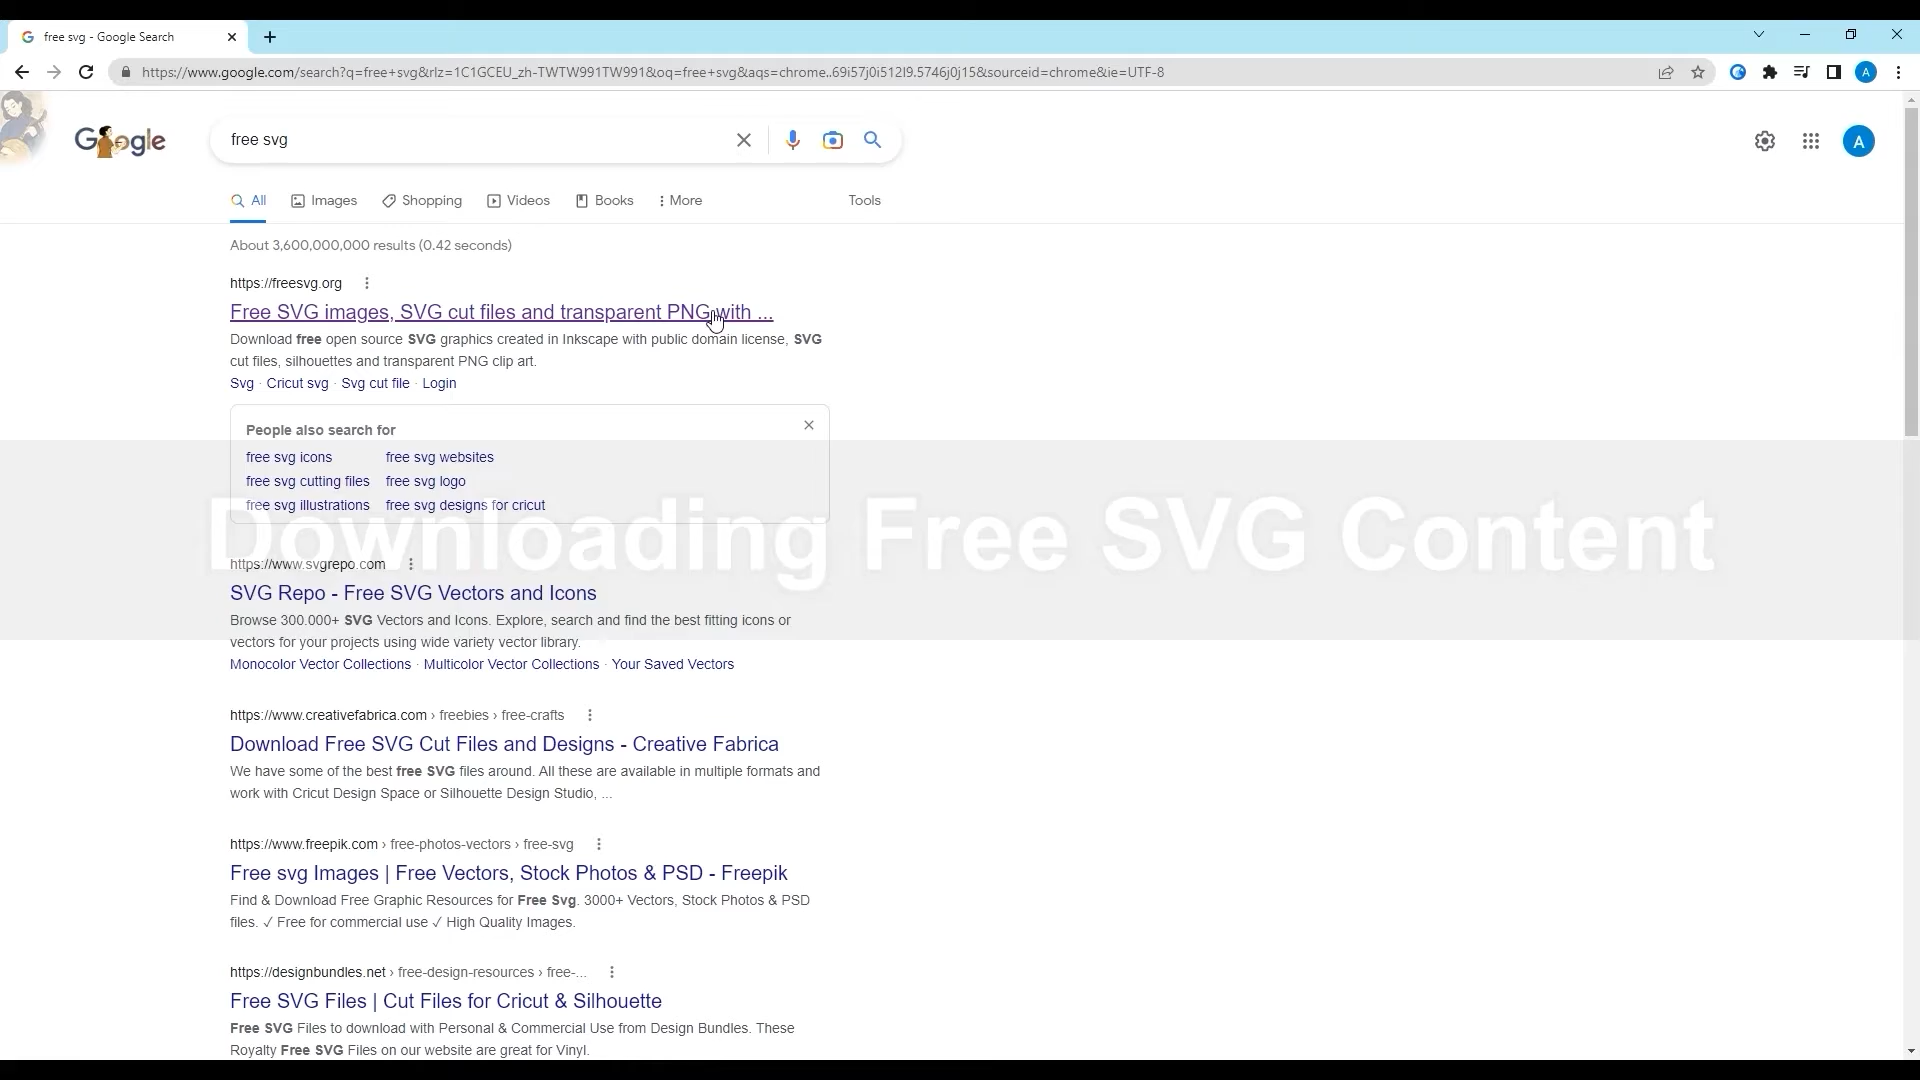 free svg - Google Search
https://www.google.com/search?q=free+svg&rlz=1C1GCEU_zh-TWTW991TW991&oq=free+svg&aqs=chrome..69i57j0i512l9.5746j0j15&sourceid=chrome&ie=UTF-8
A
Google
free svg
A
All Images Shopping Videos Books More Tools
About 3,600,000,000 results (0.42 seconds)
https://freesvg.org
Free SVG images, SVG cut files and transparent PNG with ...
Download free open source SVG graphics created in Inkscape with public domain license, SVG
cut files, silhouettes and transparent PNG clip art.
Svg · Cricut svg · Svg cut file · Login
People also search for
free svg icons free svg websites
free svg cutting files free svg logo
free svg illustrations free svg designs for cricut
Downloading Free SVG Content
https://www.svgrepo.com
SVG Repo - Free SVG Vectors and Icons
Browse 300.000+ SVG Vectors and Icons. Explore, search and find the best fitting icons or
vectors for your projects using wide variety vector library.
Monocolor Vector Collections · Multicolor Vector Collections · Your Saved Vectors
https://www.creativefabrica.com › freebies › free-crafts
Download Free SVG Cut Files and Designs - Creative Fabrica
We have some of the best free SVG files around. All these are available in multiple formats and
work with Cricut Design Space or Silhouette Design Studio, ...
https://www.freepik.com › free-photos-vectors › free-svg
Free svg Images | Free Vectors, Stock Photos & PSD - Freepik
Find & Download Free Graphic Resources for Free Svg. 3000+ Vectors, Stock Photos & PSD
files. ✓ Free for commercial use ✓ High Quality Images.
https://designbundles.net › free-design-resources › free-...
Free SVG Files | Cut Files for Cricut & Silhouette
Free SVG Files to download with Personal & Commercial Use from Design Bundles. These
Royalty Free SVG Files on our website are great for Vinyl.